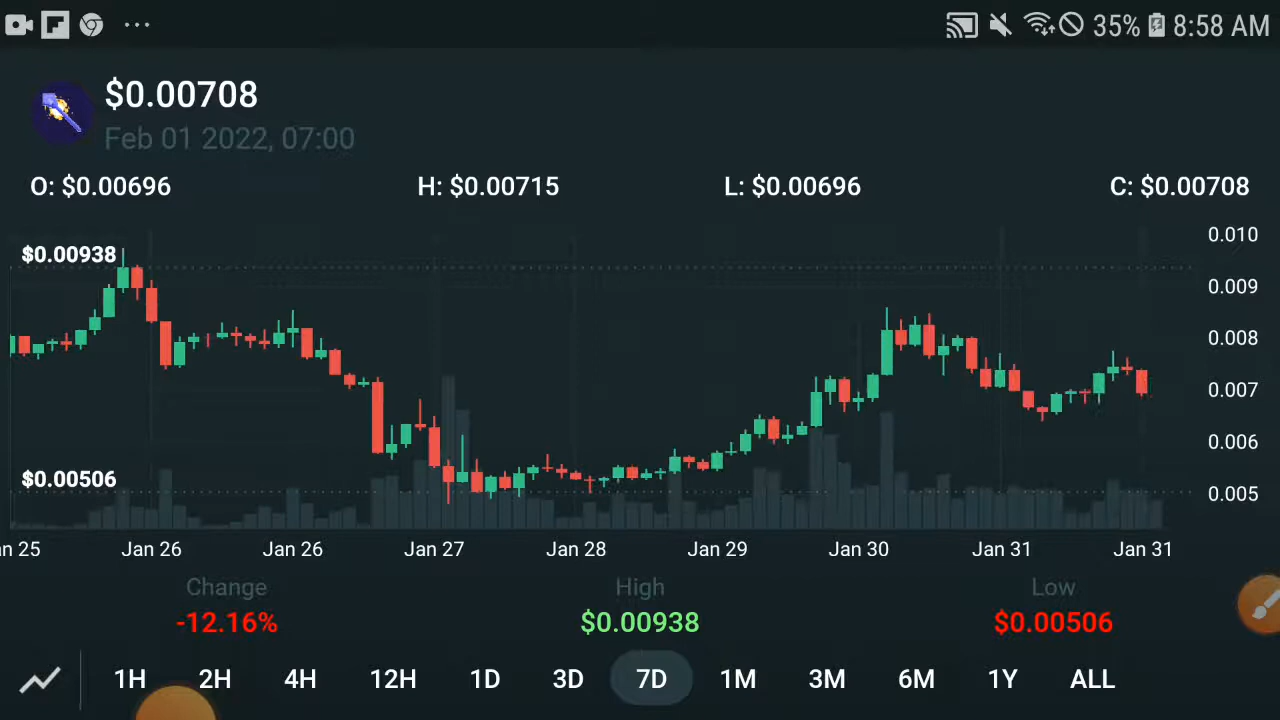 35% 8:58 AM
$0.00708
Feb 01 2022, 07:00
O: $0.00696 H: $0.00715 L: $0.00696 C: $0.00708
$0.00938
0.010
0.009
0.008
0.007
0.006
$0.00506
0.005
n 25 Jan 26 Jan 26 Jan 27 Jan 28 Jan 29 Jan 30 Jan 31 Jan 31
Change High Low
-12.16% $0.00938 $0.00506
1H 2H 4H 12H 1D 3D 7D 1M 3M 6M 1Y ALL